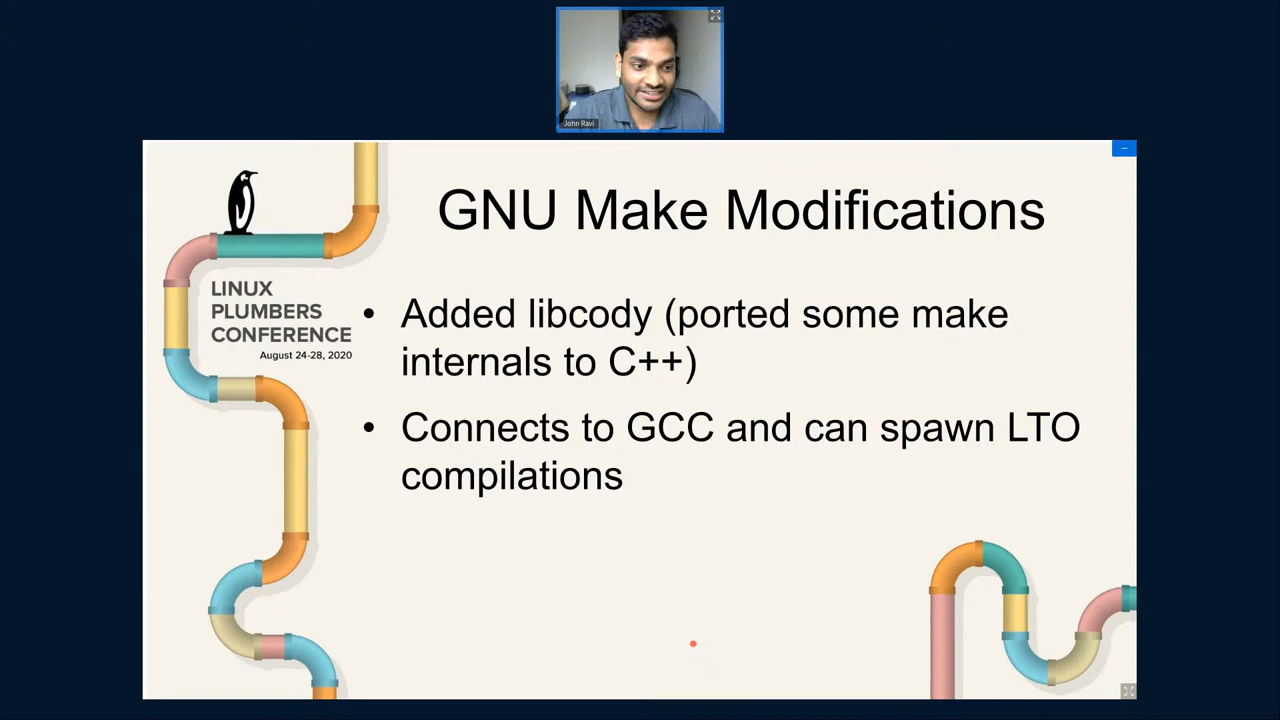 John Ravi
GNU Make Modifications
LINUX
PLUMBERS
CONFERENCE
August 24-28, 2020
• Added libcody (ported some make
internals to C++)
• Connects to GCC and can spawn LTO
compilations